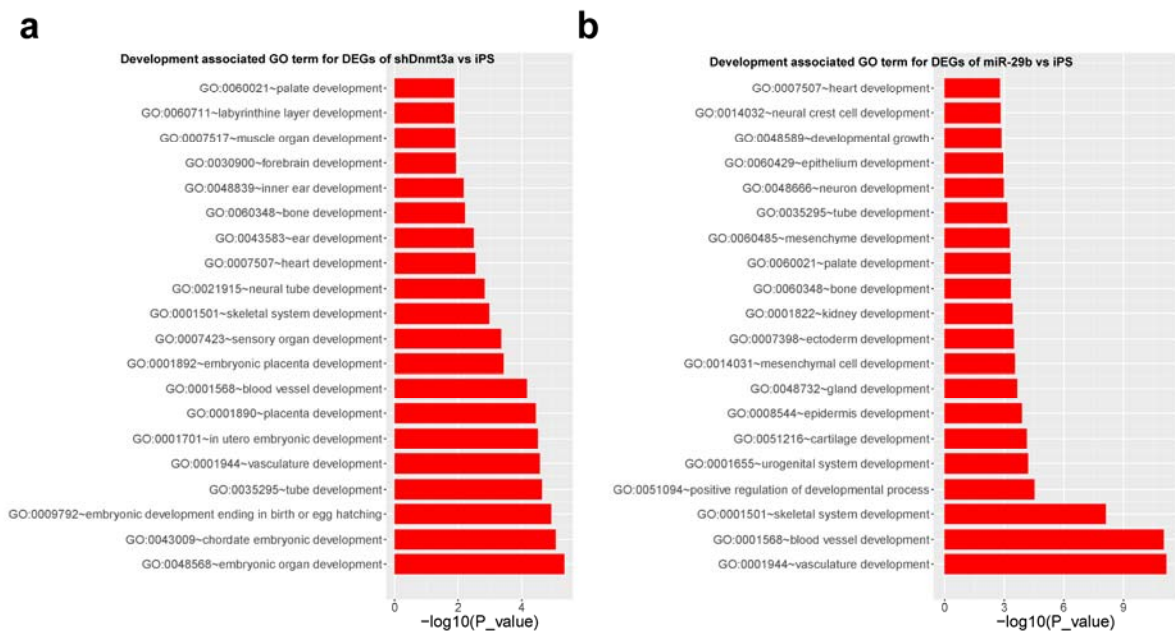 a
Development associated GO term for DEGs of shDnmt3a vs iPS
GO:0060021~palate development
GO:0060711~labyrinthine layer development
GO:0007517~muscle organ development
GO:0030900~forebrain development
GO:0048839~inner ear development
GO:0060348~bone development
GO:0043583~ear development
GO:0007507~heart development
GO:0021915~neural tube development
GO:0001501~skeletal system development
GO:0007423~sensory organ development
GO:0001892~embryonic placenta development
GO:0001568~blood vessel development
GO:0001890~placenta development
GO:0001701~in utero embryonic development
GO:0001944~vasculature development
GO:0035295~tube development
GO:0009792~embryonic development ending in birth or egg hatching
GO:0043009~chordate embryonic development
GO:0048568~embryonic organ development
0 2 4
−log10(P_value)
b
Development associated GO term for DEGs of miR-29b vs iPS
GO:0007507~heart development
GO:0014032~neural crest cell development
GO:0048589~developmental growth
GO:0060429~epithelium development
GO:0048666~neuron development
GO:0035295~tube development
GO:0060485~mesenchyme development
GO:0060021~palate development
GO:0060348~bone development
GO:0001822~kidney development
GO:0007398~ectoderm development
GO:0014031~mesenchymal cell development
GO:0048732~gland development
GO:0008544~epidermis development
GO:0051216~cartilage development
GO:0001655~urogenital system development
GO:0051094~positive regulation of developmental process
GO:0001501~skeletal system development
GO:0001568~blood vessel development
GO:0001944~vasculature development
0 3 6 9
−log10(P_value)